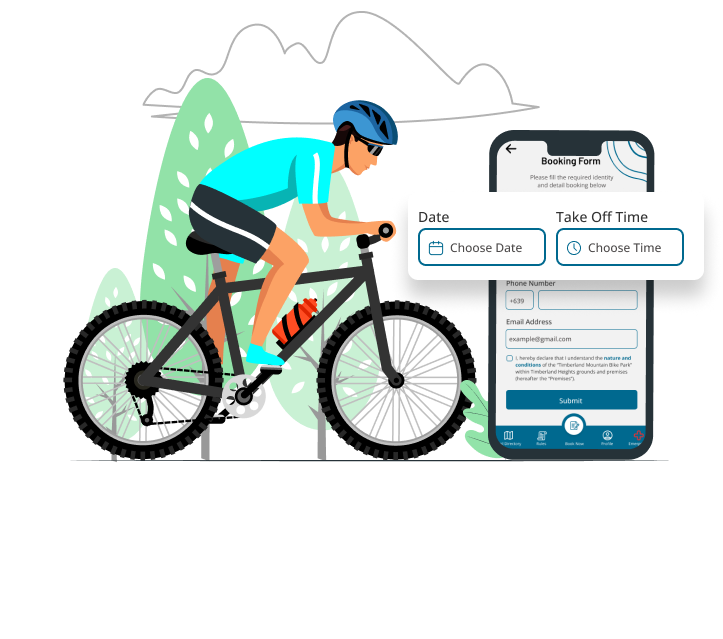 Booking Form
Please fill the required identity
and detail booking below
Date
Take Off Time
Choose Date
Choose Time
Phone Number
+639
Email Address
example@gmail.com
I, hereby declare that I understand the nature and
conditions of the "Timberland Mountain Bike Park"
within Timberland Heights grounds and premises
(hereafter the "Premises").
Submit
Directory
Book Now
Profile